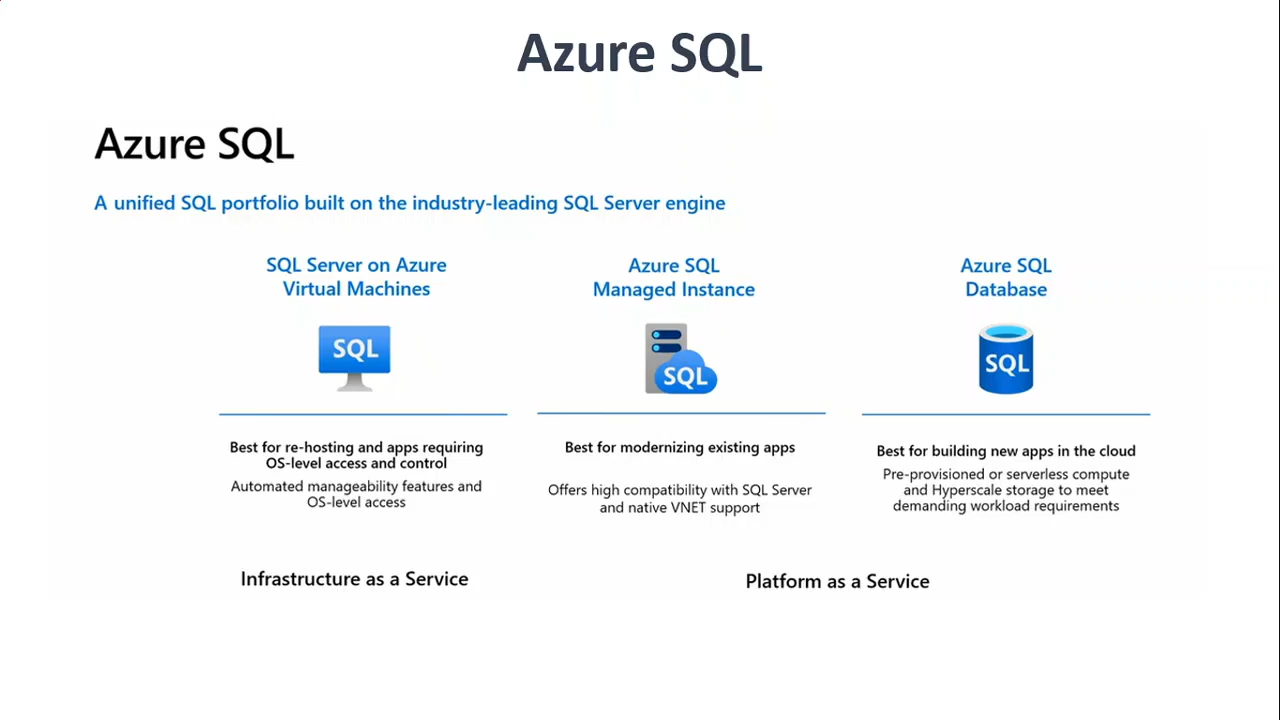 Azure SQL
Azure SQL
A unified SQL portfolio built on the industry-leading SQL Server engine
SQL Server on Azure
Virtual Machines
SQL
Best for re-hosting and apps requiring
OS-level access and control
Automated manageability features and
OS-level access
Azure SQL
Managed Instance
SQL
Best for modernizing existing apps
Offers high compatibility with SQL Server
and native VNET support
Azure SQL
Database
SQL
Best for building new apps in the cloud
Pre-provisioned or serverless compute
and Hyperscale storage to meet
demanding workload requirements
Infrastructure as a Service
Platform as a Service